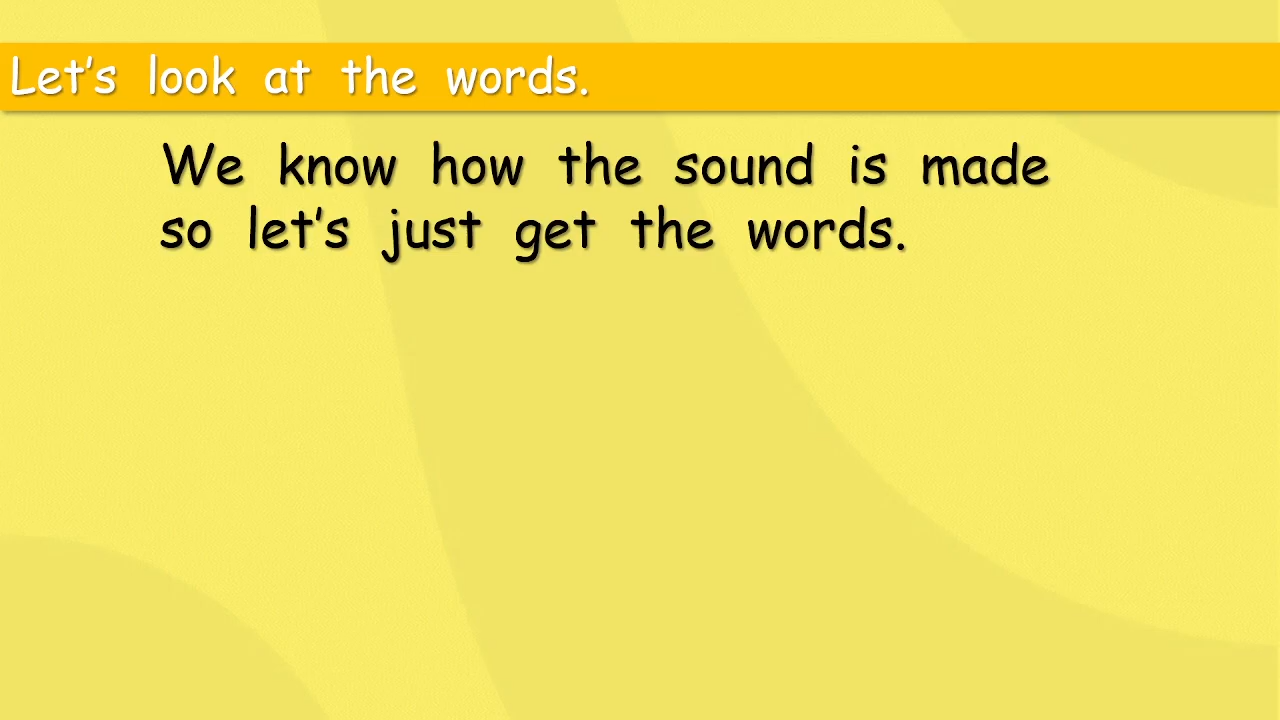 Let’s look at the words.
We know how the sound is made
so let’s just get the words.